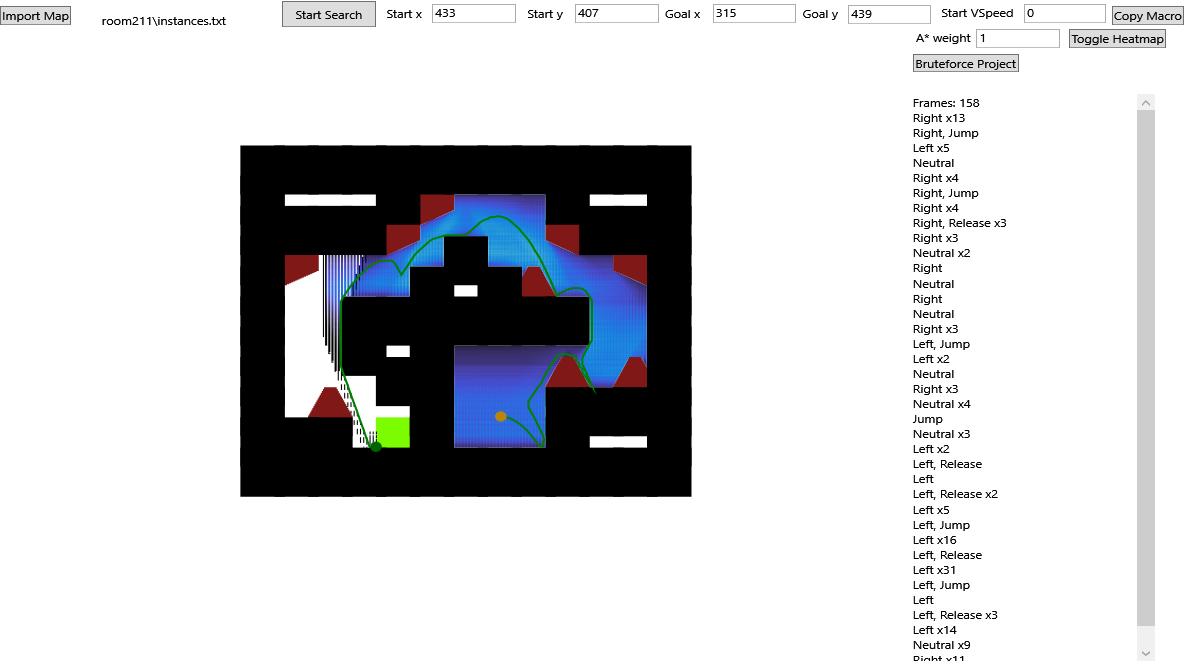 Import Map
room211\instances.txt
Start Search
Start x 433
Start y 407
Goal x 315
Goal y 439
Start VSpeed 0
Copy Macro
A* weight 1
Toggle Heatmap
Bruteforce Project
Frames: 158
Right x13
Right, Jump
Left x5
Neutral
Right x4
Right, Jump
Right x4
Right, Release x3
Right x3
Neutral x2
Right
Neutral
Right
Neutral
Right x3
Left, Jump
Left x2
Neutral
Right x3
Neutral x4
Jump
Neutral x3
Left x2
Left, Release
Left
Left, Release x2
Left x5
Left, Jump
Left x16
Left, Release
Left x31
Left, Jump
Left
Left, Release x3
Left x14
Neutral x9
Right x11